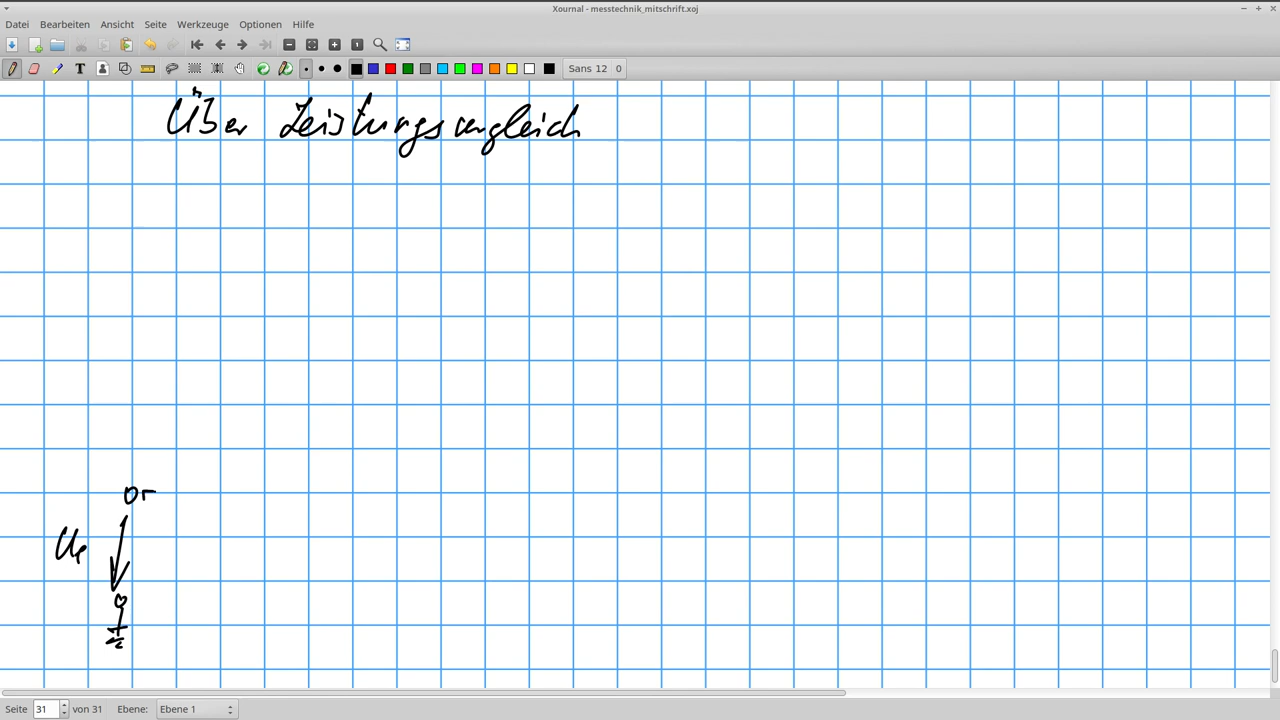 Xournal - messtechnik_mitschrift.xoj
Datei Bearbeiten Ansicht Seite Werkzeuge Optionen Hilfe
Sans 12 0
Über Leistungsvergleich
Ue
Seite 31 von 31 Ebene: Ebene 1